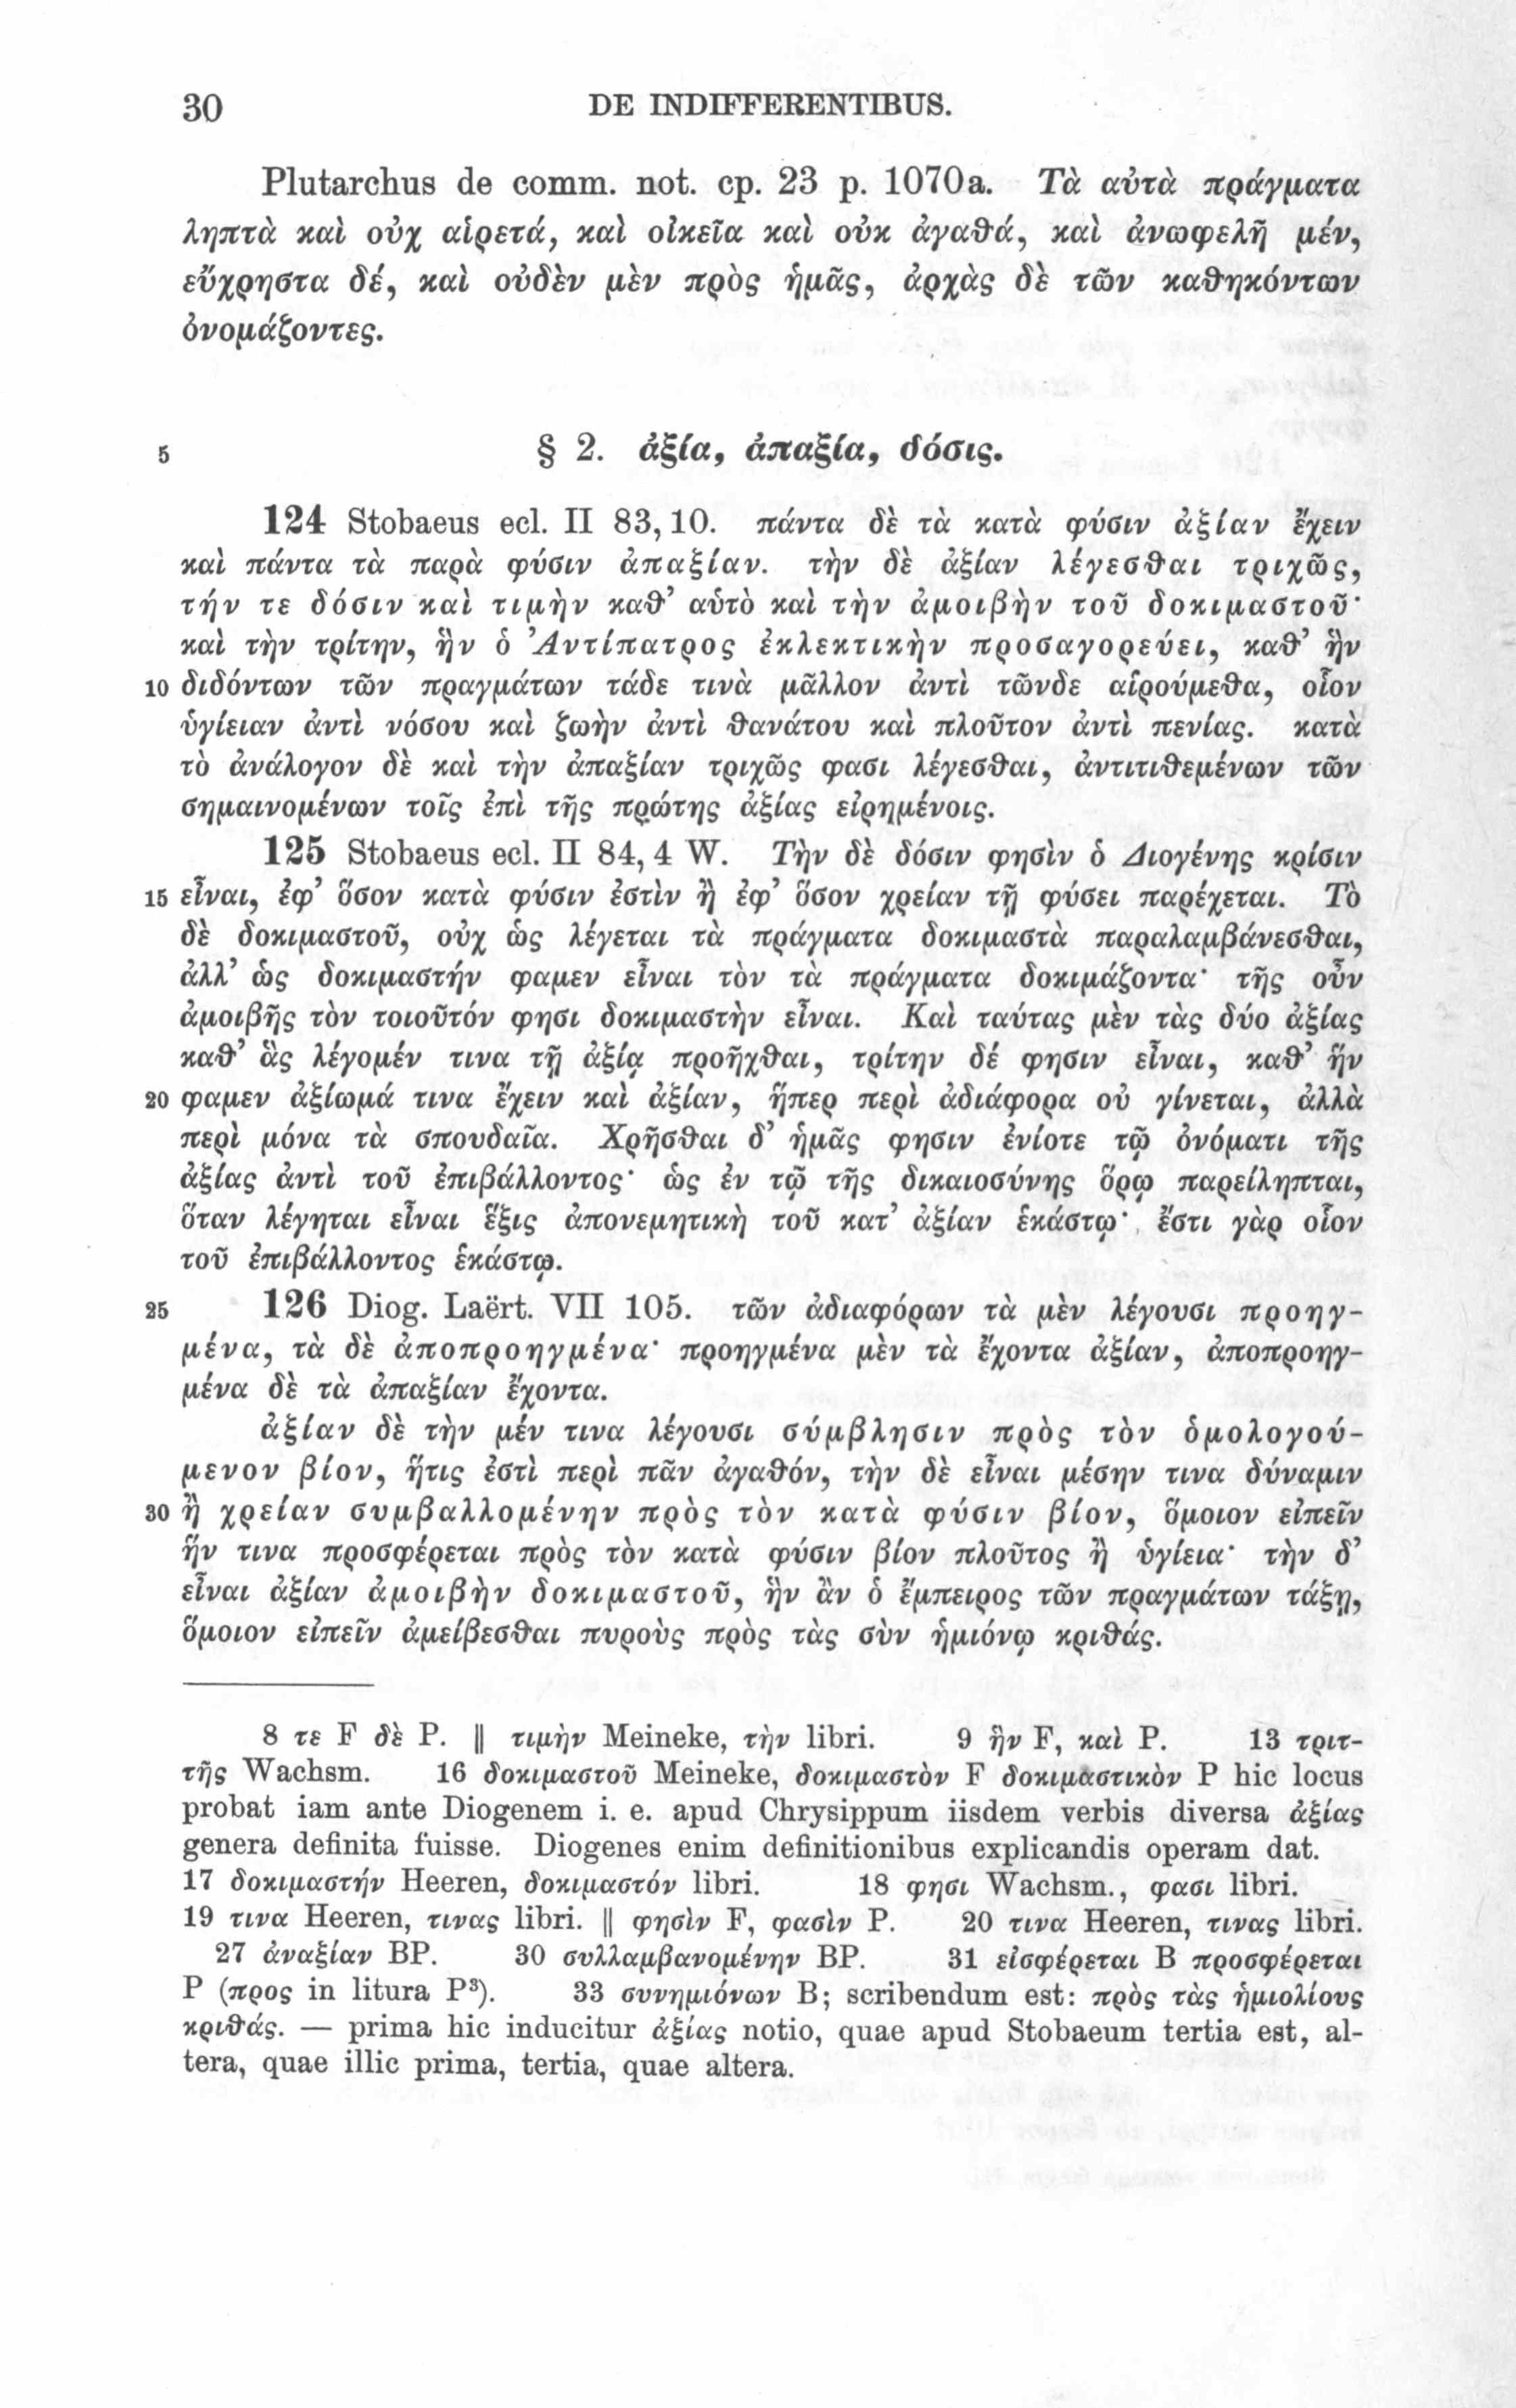 30 DE INDIFFERENTIBUS.
Plutarchus de comm. not. cp. 23 p. 1070a. Τὰ αὐτὰ πράγματα
ληπτὰ καὶ οὐχ αἱρετά, καὶ οἰκεῖα καὶ οὐκ ἀγαθά, καὶ ἀνωφελῆ μέν,
εὔχρηστα δέ, καὶ οὐδὲν μὲν πρὸς ἡμᾶς, ἀρχὰς δὲ τῶν καθηκόντων
ὀνομάζοντες.
5 § 2. ἀξία, ἀπαξία, δόσις.
124 Stobaeus ecl. II 83,10. πάντα δὲ τὰ κατὰ φύσιν ἀξίαν ἔχειν
καὶ πάντα τὰ παρὰ φύσιν ἀπαξίαν. τὴν δὲ ἀξίαν λέγεσθαι τριχῶς,
τήν τε δόσιν καὶ τιμὴν καθ’ αὑτὸ καὶ τὴν ἀμοιβὴν τοῦ δοκιμαστοῦ·
καὶ τὴν τρίτην, ἣν ὁ Ἀντίπατρος ἐκλεκτικὴν προσαγορεύει, καθ’ ἣν
10 διδόντων τῶν πραγμάτων τάδε τινὰ μᾶλλον ἀντὶ τῶνδε αἱρούμεθα, οἷον
ὑγίειαν ἀντὶ νόσου καὶ ζωὴν ἀντὶ θανάτου καὶ πλοῦτον ἀντὶ πενίας. κατὰ
τὸ ἀνάλογον δὲ καὶ τὴν ἀπαξίαν τριχῶς φασι λέγεσθαι, ἀντιτιθεμένων τῶν
σημαινομένων τοῖς ἐπὶ τῆς πρώτης ἀξίας εἰρημένοις.
125 Stobaeus ecl. II 84,4 W. Τὴν δὲ δόσιν φησὶν ὁ Διογένης κρίσιν
15 εἶναι, ἐφ’ ὅσον κατὰ φύσιν ἐστὶν ἢ ἐφ’ ὅσον χρείαν τῇ φύσει παρέχεται. Τὸ
δὲ δοκιμαστοῦ, οὐχ ὡς λέγεται τὰ πράγματα δοκιμαστὰ παραλαμβάνεσθαι,
ἀλλ’ ὡς δοκιμαστήν φαμεν εἶναι τὸν τὰ πράγματα δοκιμάζοντα· τῆς οὖν
ἀμοιβῆς τὸν τοιοῦτόν φησι δοκιμαστὴν εἶναι. Καὶ ταύτας μὲν τὰς δύο ἀξίας
καθ’ ἃς λέγομέν τινα τῇ ἀξίᾳ προῆχθαι, τρίτην δέ φησιν εἶναι, καθ’ ἥν
20 φαμεν ἀξίωμά τινα ἔχειν καὶ ἀξίαν, ἥπερ περὶ ἀδιάφορα οὐ γίνεται, ἀλλὰ
περὶ μόνα τὰ σπουδαῖα. Χρῆσθαι δ’ ἡμᾶς φησιν ἐνίοτε τῷ ὀνόματι τῆς
ἀξίας ἀντὶ τοῦ ἐπιβάλλοντος· ὡς ἐν τῷ τῆς δικαιοσύνης ὅρῳ παρείληπται,
ὅταν λέγηται εἶναι ἕξις ἀπονεμητικὴ τοῦ κατ’ ἀξίαν ἑκάστῳ· ἔστι γὰρ οἷον
τοῦ ἐπιβάλλοντος ἑκάστῳ.
25 126 Diog. Laërt. VII 105. τῶν ἀδιαφόρων τὰ μὲν λέγουσι προηγ-
μένα, τὰ δὲ ἀποπροηγμένα· προηγμένα μὲν τὰ ἔχοντα ἀξίαν, ἀποπροηγ-
μένα δὲ τὰ ἀπαξίαν ἔχοντα.
ἀξίαν δὲ τὴν μέν τινα λέγουσι σύμβλησιν πρὸς τὸν ὁμολογού-
μενον βίον, ἥτις ἐστὶ περὶ πᾶν ἀγαθόν, τὴν δὲ εἶναι μέσην τινα δύναμιν
30 ἢ χρείαν συμβαλλομένην πρὸς τὸν κατὰ φύσιν βίον, ὅμοιον εἰπεῖν
ἥν τινα προσφέρεται πρὸς τὸν κατὰ φύσιν βίον πλοῦτος ἢ ὑγίεια· τὴν δ’
εἶναι ἀξίαν ἀμοιβὴν δοκιμαστοῦ, ἣν ἂν ὁ ἔμπειρος τῶν πραγμάτων τάξῃ,
ὅμοιον εἰπεῖν ἀμείβεσθαι πυροὺς πρὸς τὰς σὺν ἡμιόνῳ κριθάς.
8 τε F δὲ P. || τιμὴν Meineke, τὴν libri. 9 ἣν F, καὶ P. 13 τριτ-
τῆς Wachsm. 16 δοκιμαστοῦ Meineke, δοκιμαστὸν F δοκιμαστικὸν P hic locus
probat iam ante Diogenem i. e. apud Chrysippum iisdem verbis diversa ἀξίας
genera definita fuisse. Diogenes enim definitionibus explicandis operam dat.
17 δοκιμαστήν Heeren, δοκιμαστόν libri. 18 φησι Wachsm., φασι libri.
19 τινα Heeren, τινας libri. || φησὶν F, φασὶν P. 20 τινα Heeren, τινας libri.
27 ἀναξίαν BP. 30 συλλαμβανομένην BP. 31 εἰσφέρεται B προσφέρεται
P (προς in litura P³). 33 συνημιόνων B; scribendum est: πρὸς τὰς ἡμιολίους
κριθάς. — prima hic inducitur ἀξίας notio, quae apud Stobaeum tertia est, al-
tera, quae illic prima, tertia, quae altera.